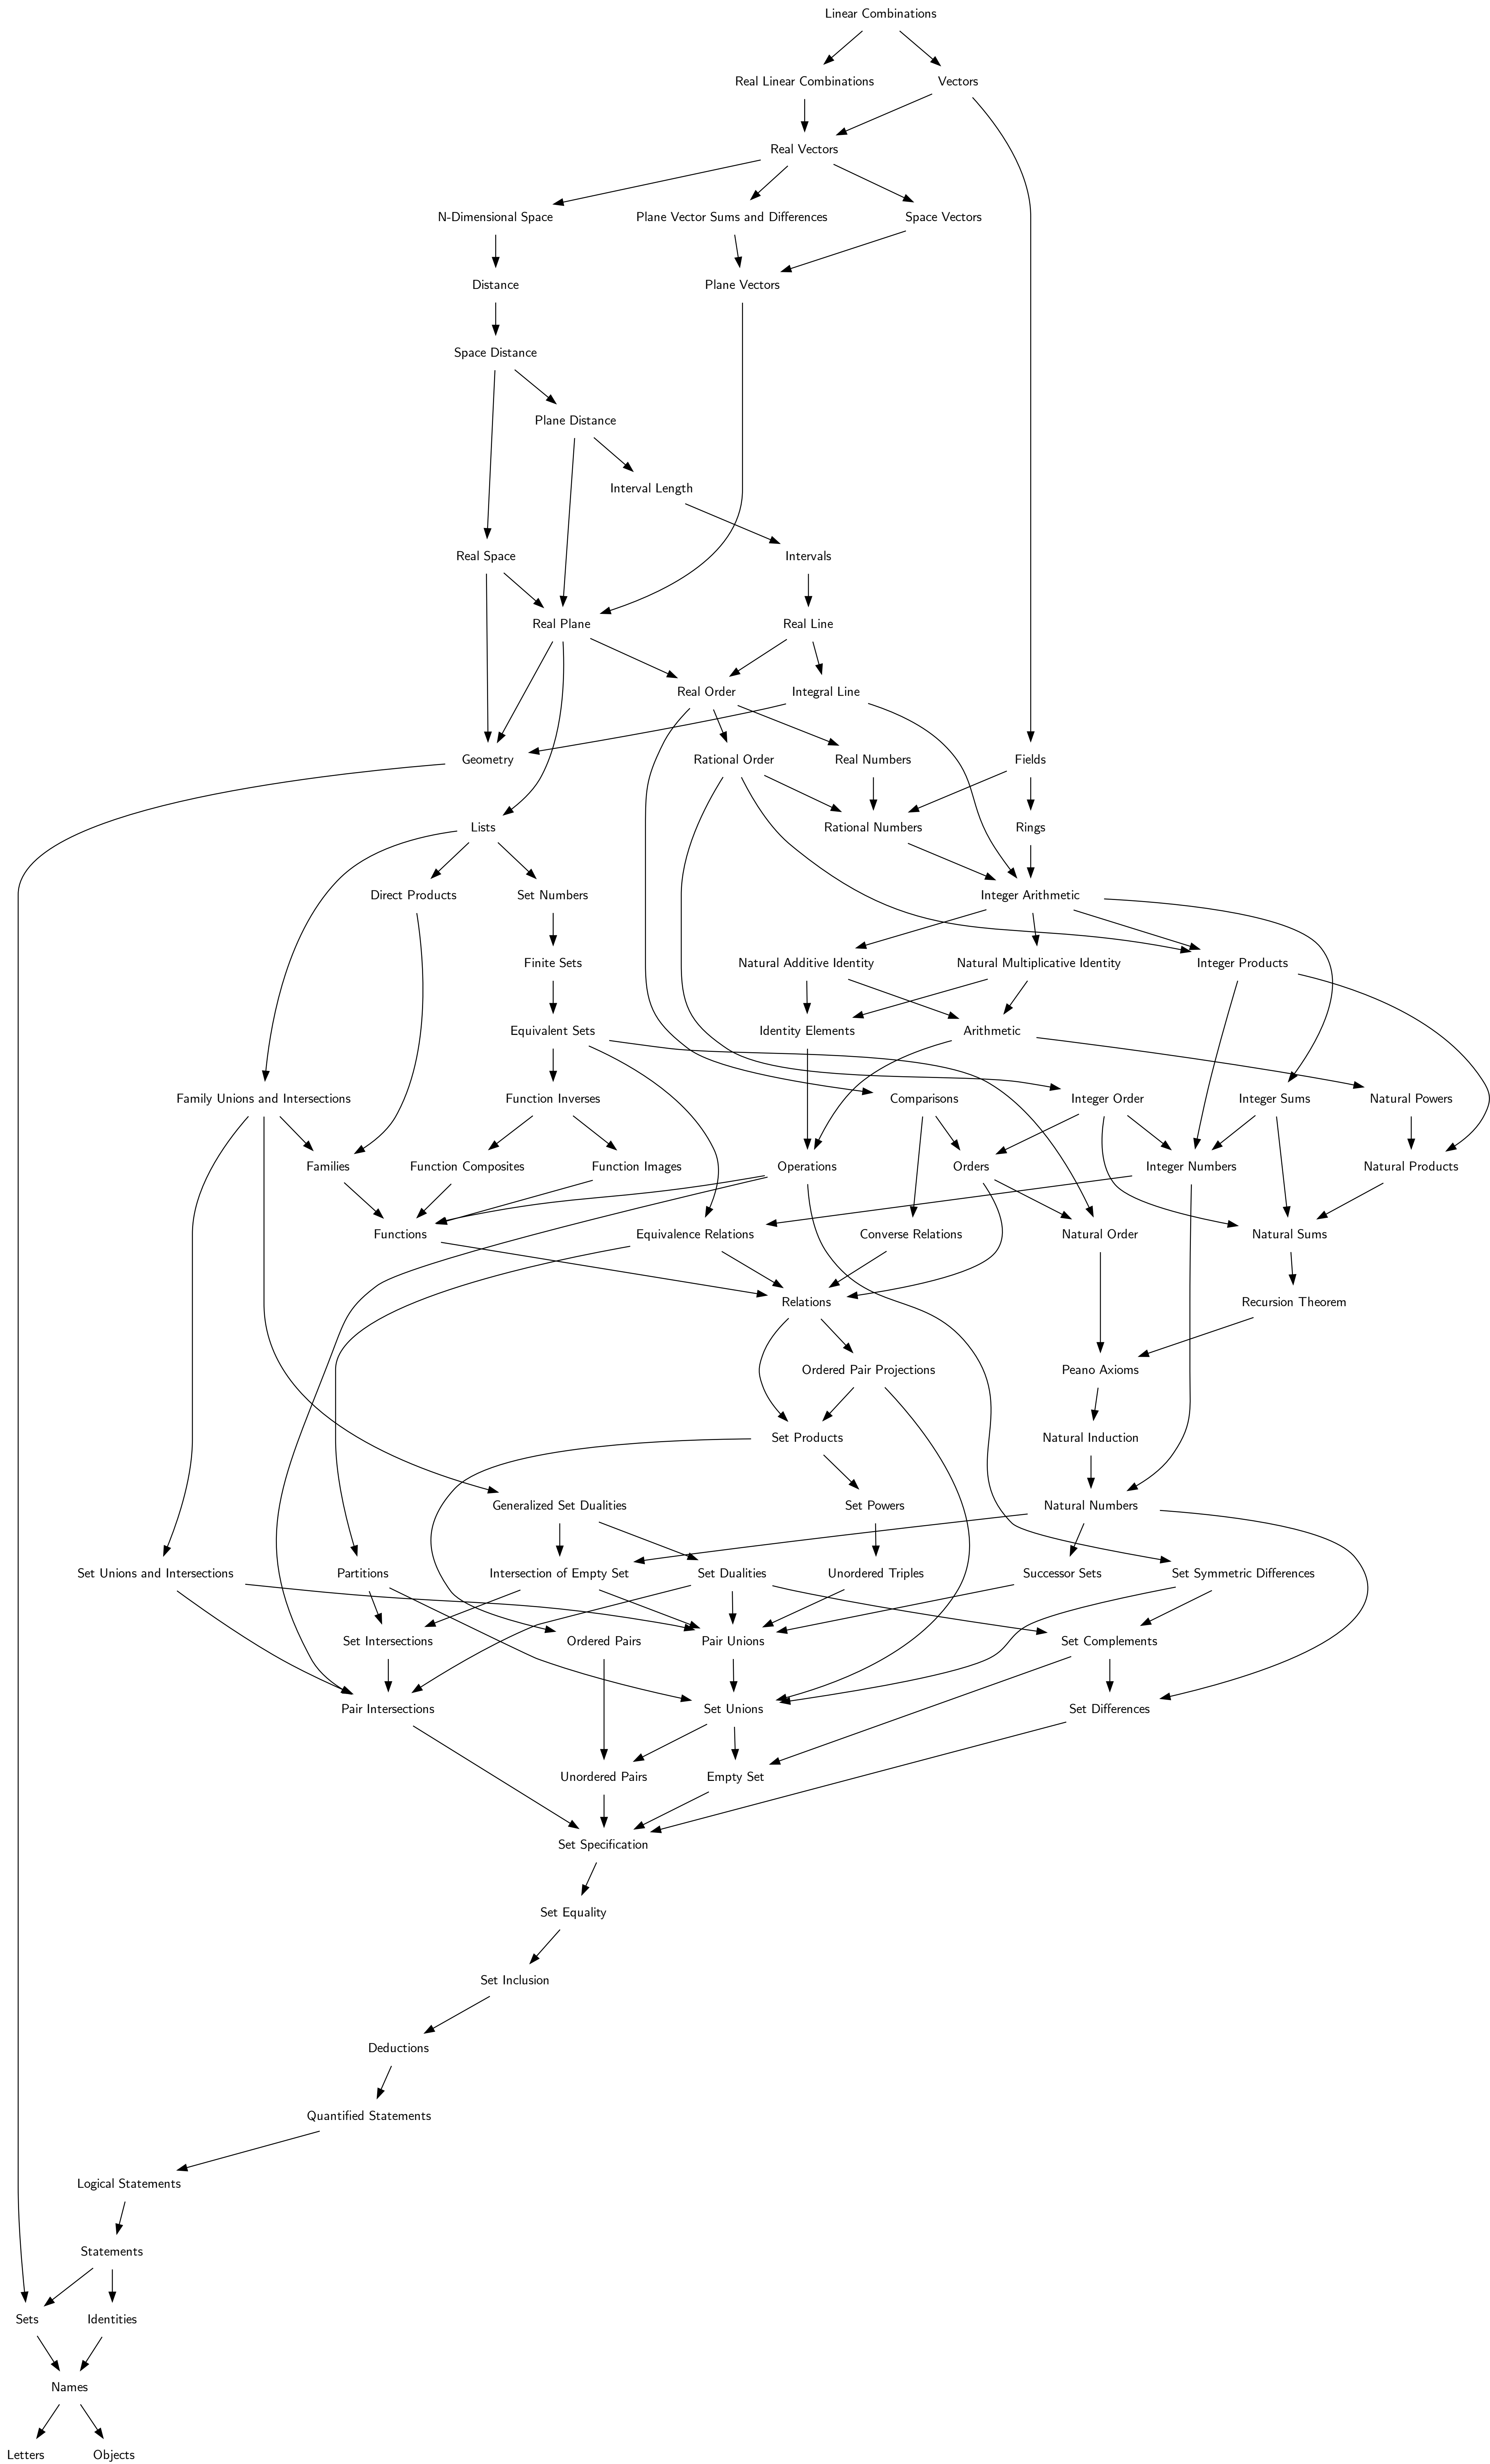 Linear Combinations
Real Linear Combinations
Vectors
Real Vectors
N-Dimensional Space
Plane Vector Sums and Differences
Space Vectors
Distance
Plane Vectors
Space Distance
Plane Distance
Interval Length
Real Space
Intervals
Real Plane
Real Line
Real Order
Integral Line
Geometry
Rational Order
Real Numbers
Fields
Lists
Rational Numbers
Rings
Direct Products
Set Numbers
Integer Arithmetic
Finite Sets
Natural Additive Identity
Natural Multiplicative Identity
Integer Products
Equivalent Sets
Identity Elements
Arithmetic
Family Unions and Intersections
Function Inverses
Comparisons
Integer Order
Integer Sums
Natural Powers
Families
Function Composites
Function Images
Operations
Orders
Integer Numbers
Natural Products
Functions
Equivalence Relations
Converse Relations
Natural Order
Natural Sums
Relations
Recursion Theorem
Ordered Pair Projections
Peano Axioms
Set Products
Natural Induction
Generalized Set Dualities
Set Powers
Natural Numbers
Set Unions and Intersections
Partitions
Intersection of Empty Set
Set Dualities
Unordered Triples
Successor Sets
Set Symmetric Differences
Set Intersections
Ordered Pairs
Pair Unions
Set Complements
Pair Intersections
Set Unions
Set Differences
Unordered Pairs
Empty Set
Set Specification
Set Equality
Set Inclusion
Deductions
Quantified Statements
Logical Statements
Statements
Sets
Identities
Names
Letters
Objects